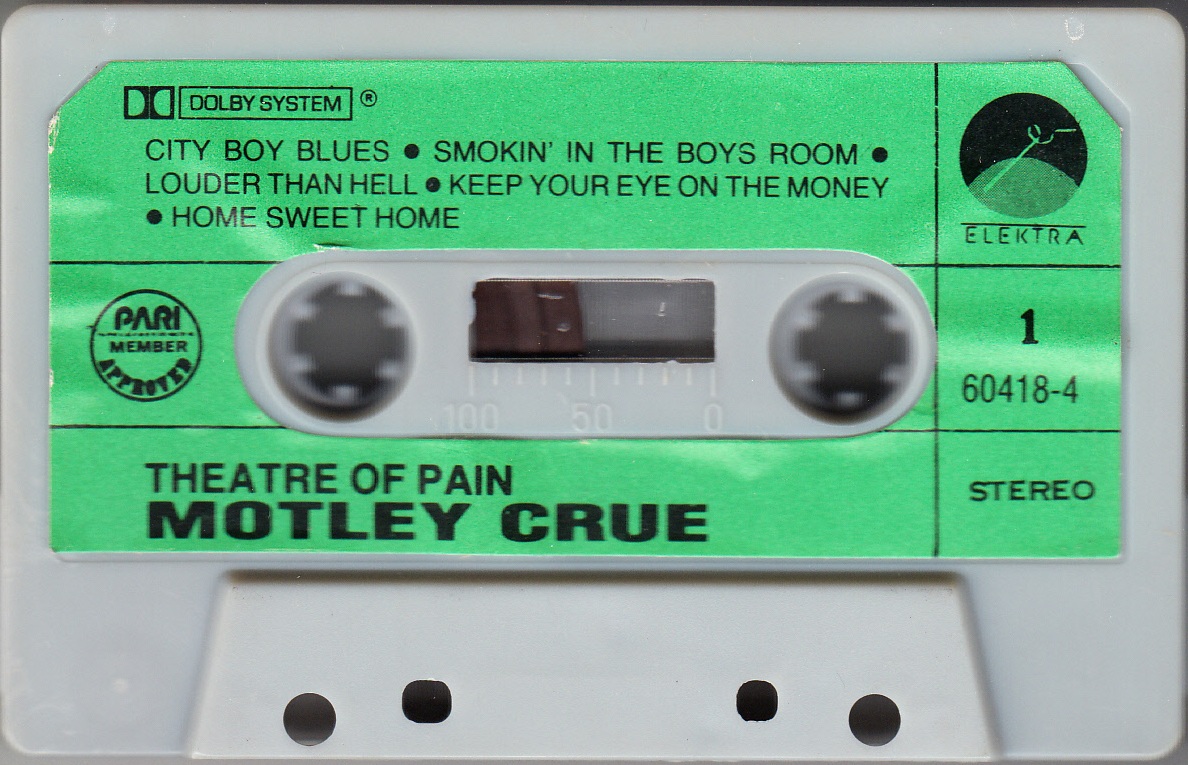 DOLBY SYSTEM ®
CITY BOY BLUES ● SMOKIN' IN THE BOYS ROOM ●
LOUDER THAN HELL ● KEEP YOUR EYE ON THE MONEY
● HOME SWEET HOME
ELEKTRA
PARI
MEMBER
APPROVED
1
60418-4
100 50 0
THEATRE OF PAIN
MOTLEY CRUE
STEREO